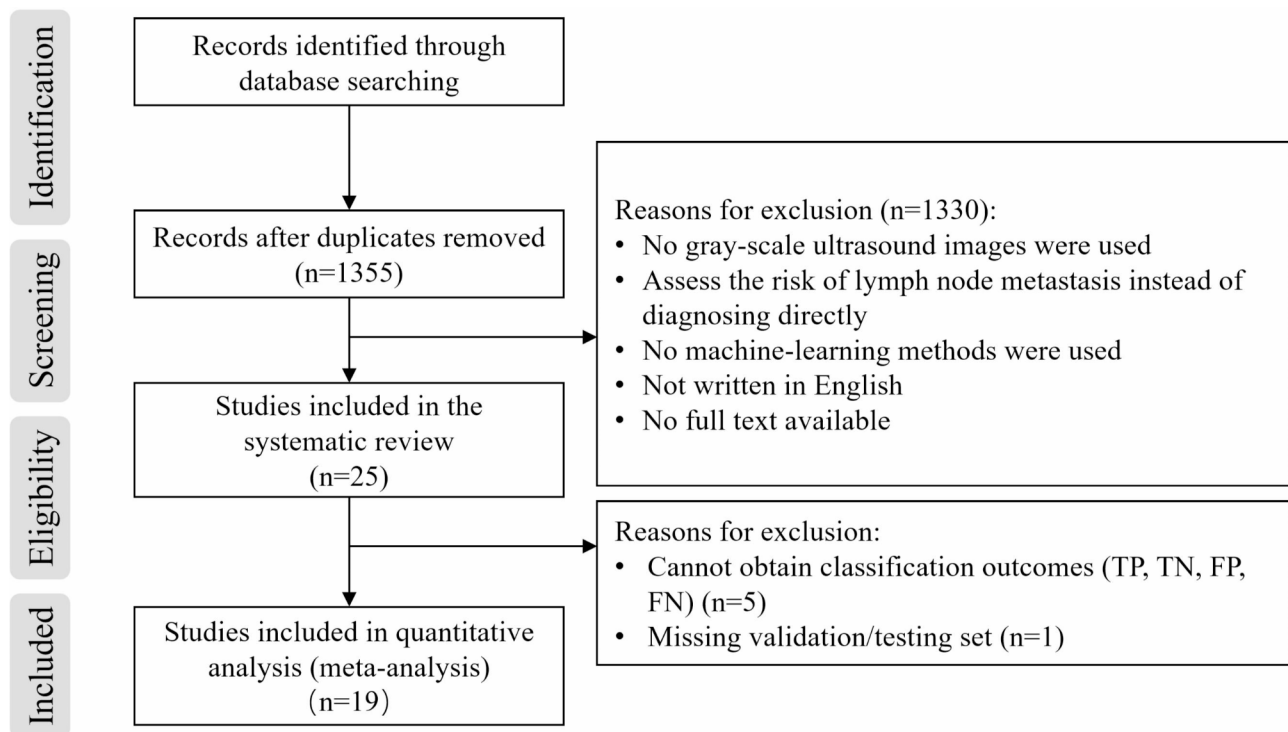 Identification
Records identified through
database searching
Records after duplicates removed
(n=1355)
Screening
Reasons for exclusion (n=1330):
• No gray-scale ultrasound images were used
• Assess the risk of lymph node metastasis instead of
diagnosing directly
• No machine-learning methods were used
• Not written in English
• No full text available
Studies included in the
systematic review
(n=25)
Eligibility
Reasons for exclusion:
• Cannot obtain classification outcomes (TP, TN, FP,
FN) (n=5)
• Missing validation/testing set (n=1)
Included
Studies included in quantitative
analysis (meta-analysis)
(n=19)